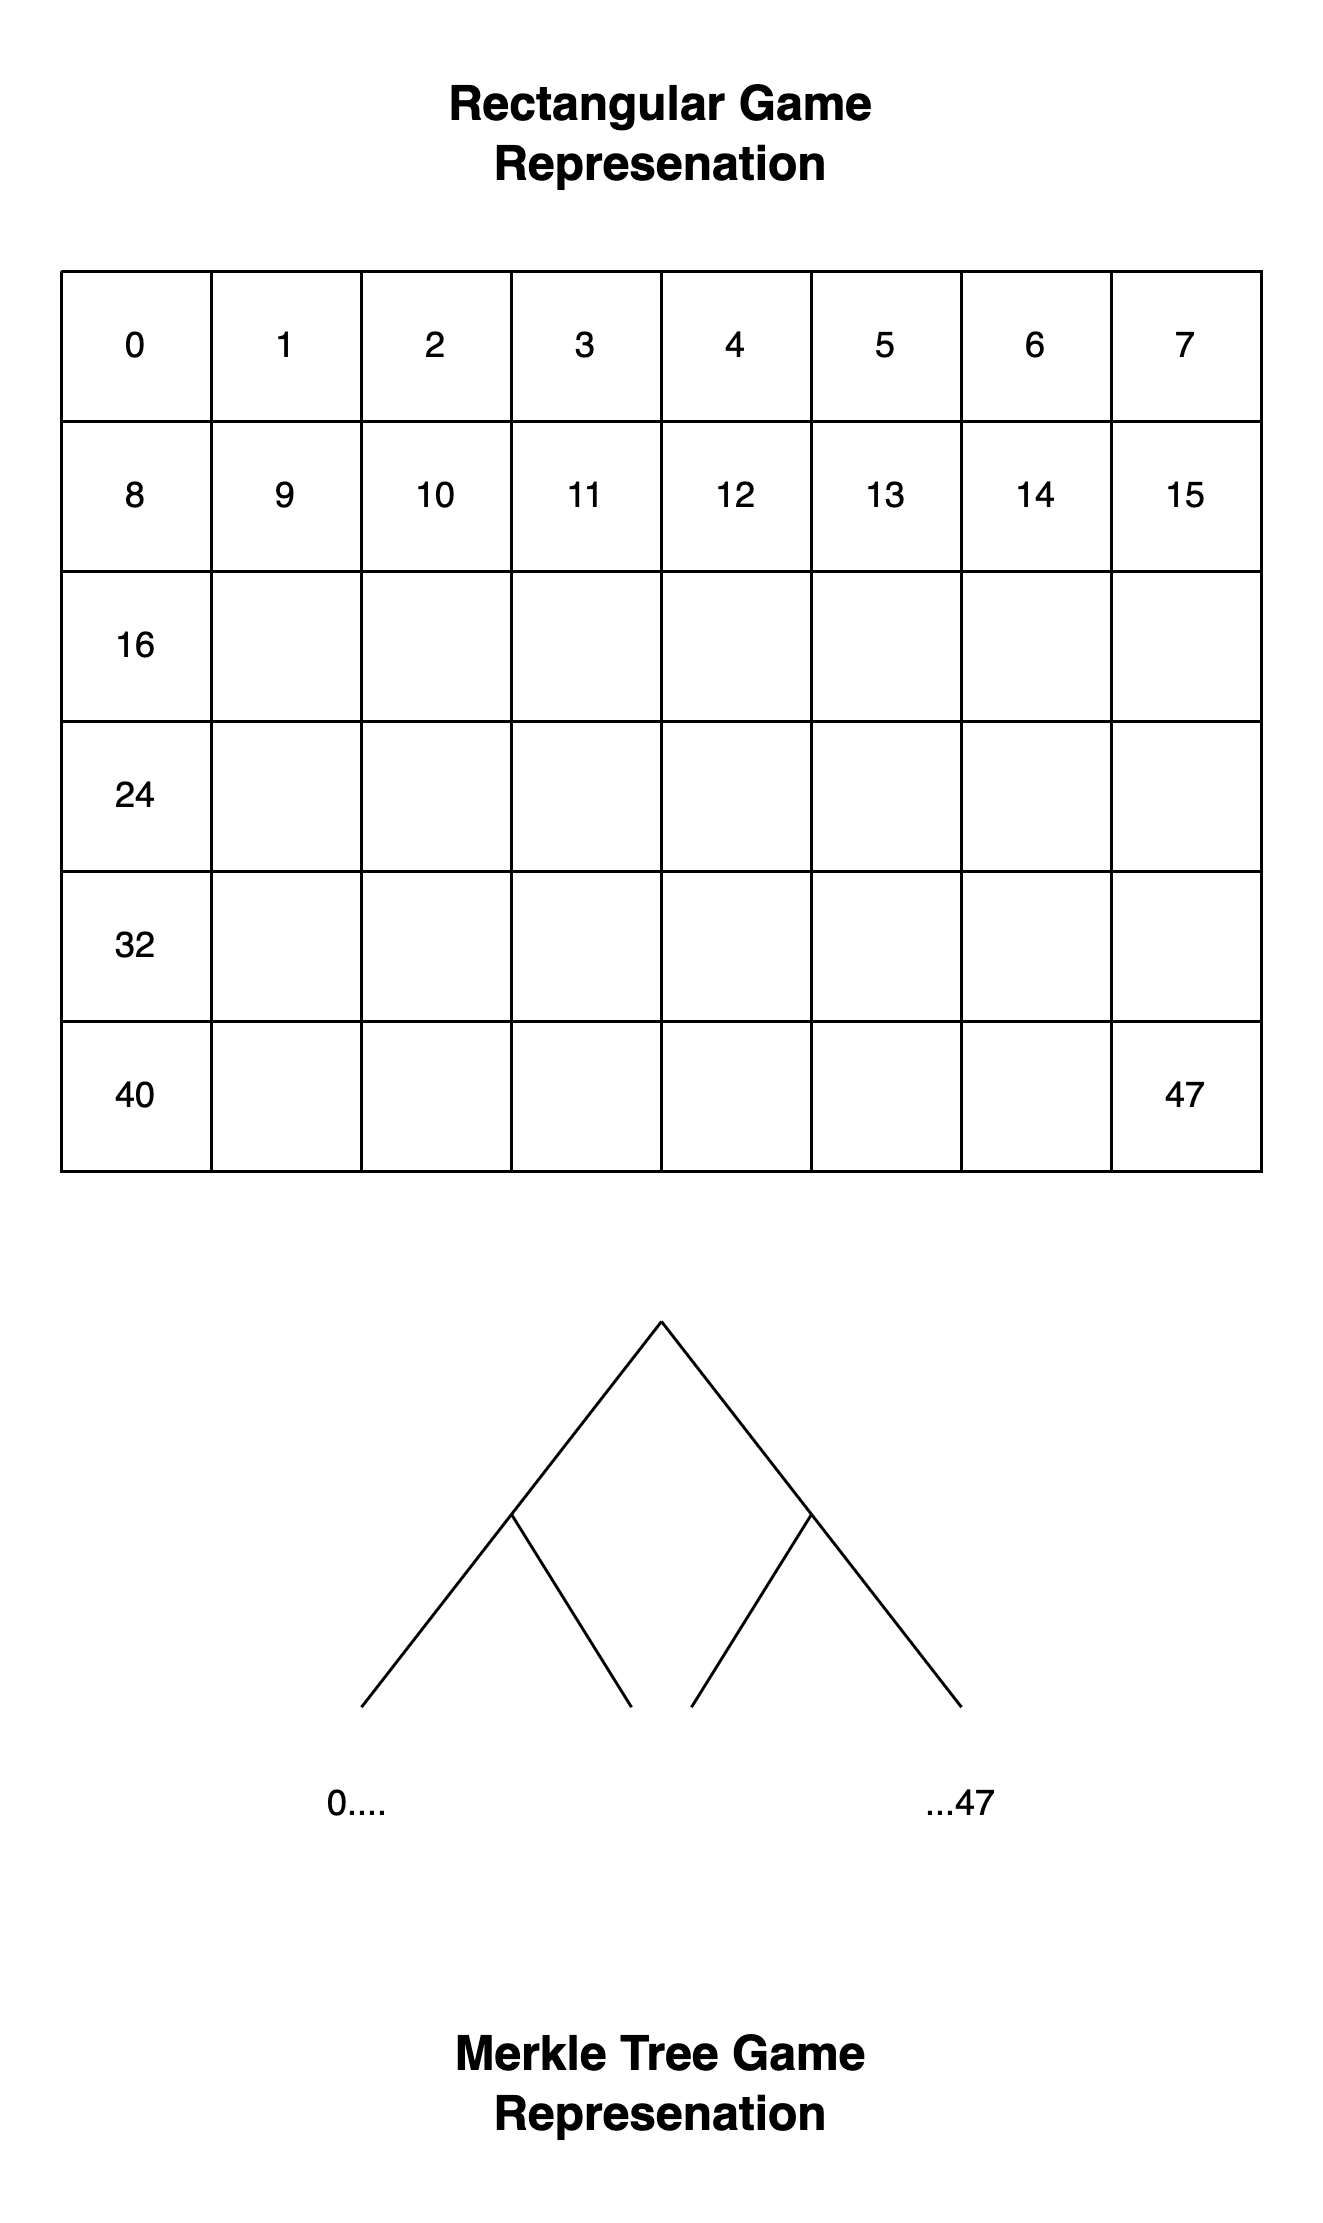 Rectangular Game
Represenation
0 1 2 3 4 5 6 7
8 9 10 11 12 13 14 15
16
24
32
40 47
0.... ...47
Merkle Tree Game
Represenation